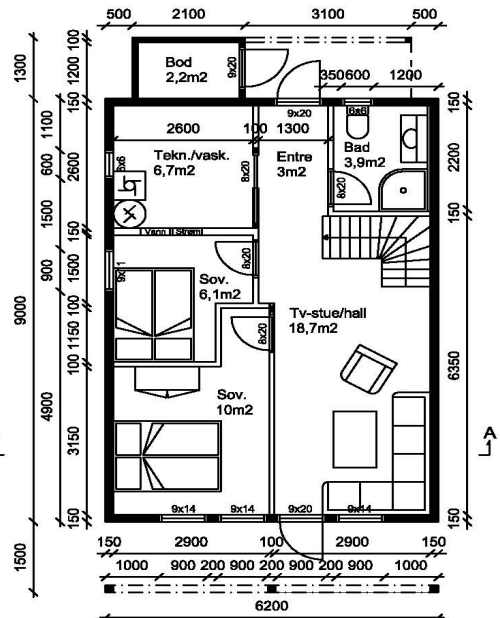 500 2100 3100 500
100
1200
1300
Bod
2,2m2
9x20
350 600 1200
150
9x20
6x6
150
2600 100 1300
1100
600
1500
2600
6x6
Tekn./vask.
6,7m2
8x20
Entre
3m2
Bad
3,9m2
8x20
2200
150
150
Vann II Strøm
900
1500
9x11
Sov.
6,1m2
8x20
9000
100
1150
100
Tv-stue/hall
18,7m2
8x20
6350
4900
3150
Sov.
10m2
A
150
9x14 9x14 9x20 9x14
150
1500
150 2900 100 2900 150
1000 900 200 900 200 900 200 900 1000
6200